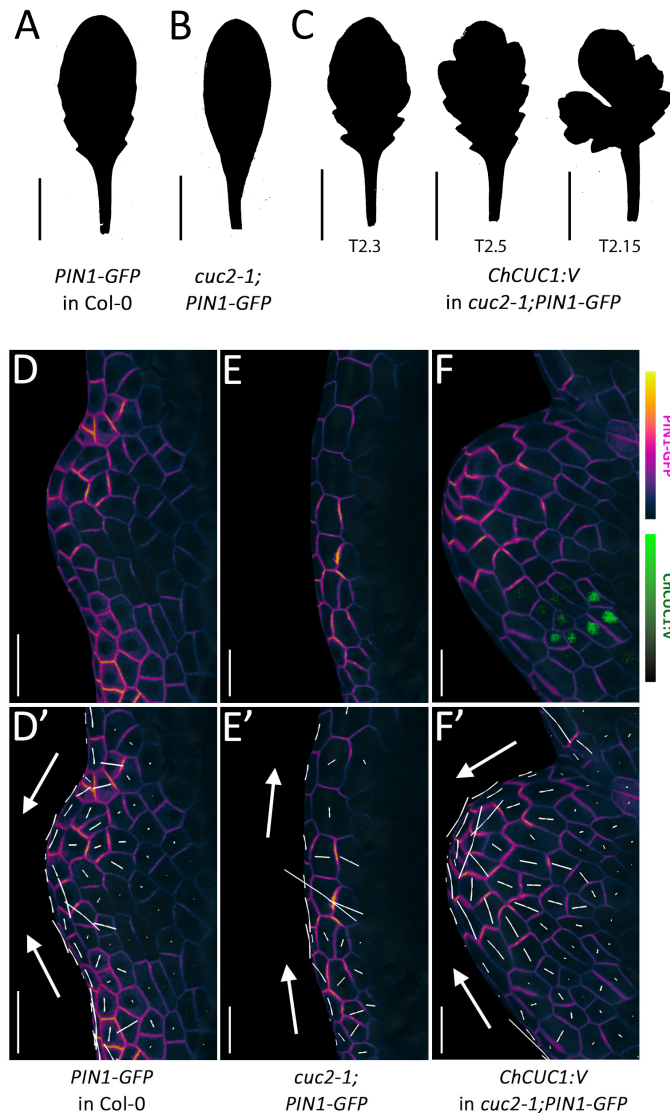 A
B
C
T2.3
T2.5
T2.15
PIN1-GFP
in Col-0
cuc2-1;
PIN1-GFP
ChCUC1:V
in cuc2-1;PIN1-GFP
D
E
F
PIN1-GFP
ChCUC1:V
D'
E'
F'
PIN1-GFP
in Col-0
cuc2-1;
PIN1-GFP
ChCUC1:V
in cuc2-1;PIN1-GFP